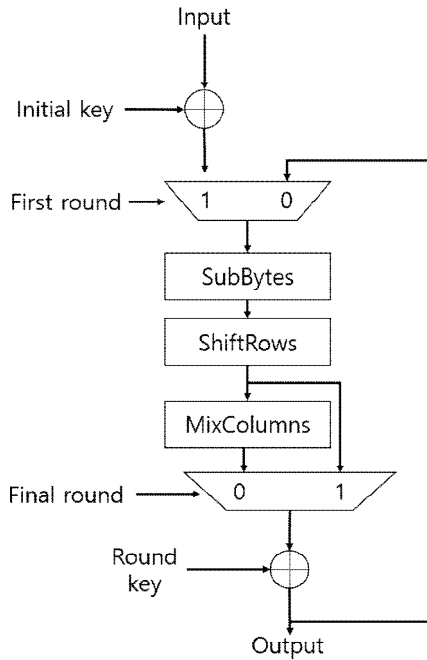 Input
Initial key
First round
1 0
SubBytes
ShiftRows
MixColumns
Final round
0 1
Round
key
Output